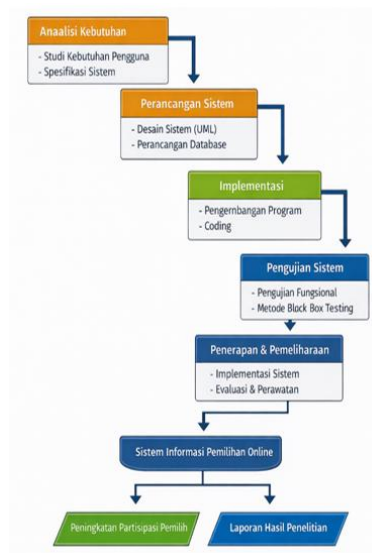 Anaalisi Kebutuhan
- Studi Kebutuhan Pengguna
- Spesifikasi Sistem
Perancangan Sistem
- Desain Sistem (UML)
- Perancangan Database
Implementasi
- Pengernbangan Program
- Coding
Pengujian Sistem
- Pengujian Fungsional
- Metode Block Box Testing
Penerapan & Pemeliharaan
- Implementasi Sistem
- Evaluasi & Perawatan
Sistem Informasi Pemilihan Online
Peningkatan Partisipasi Pemilih
Laporan Hasil Penelitian